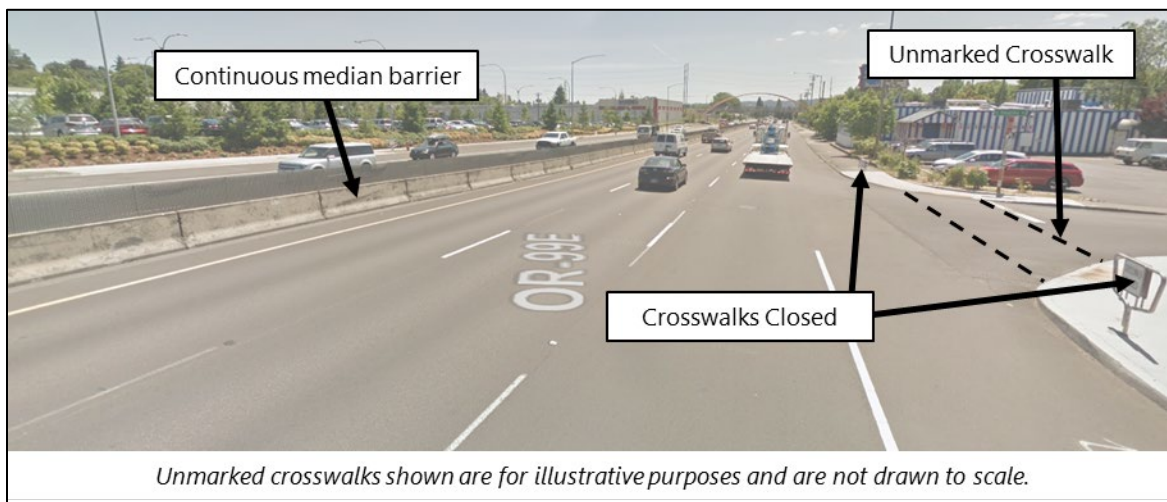 Unmarked Crosswalk
Continuous median barrier
OR-99E
Crosswalks Closed
Unmarked crosswalks shown are for illustrative purposes and are not drawn to scale.